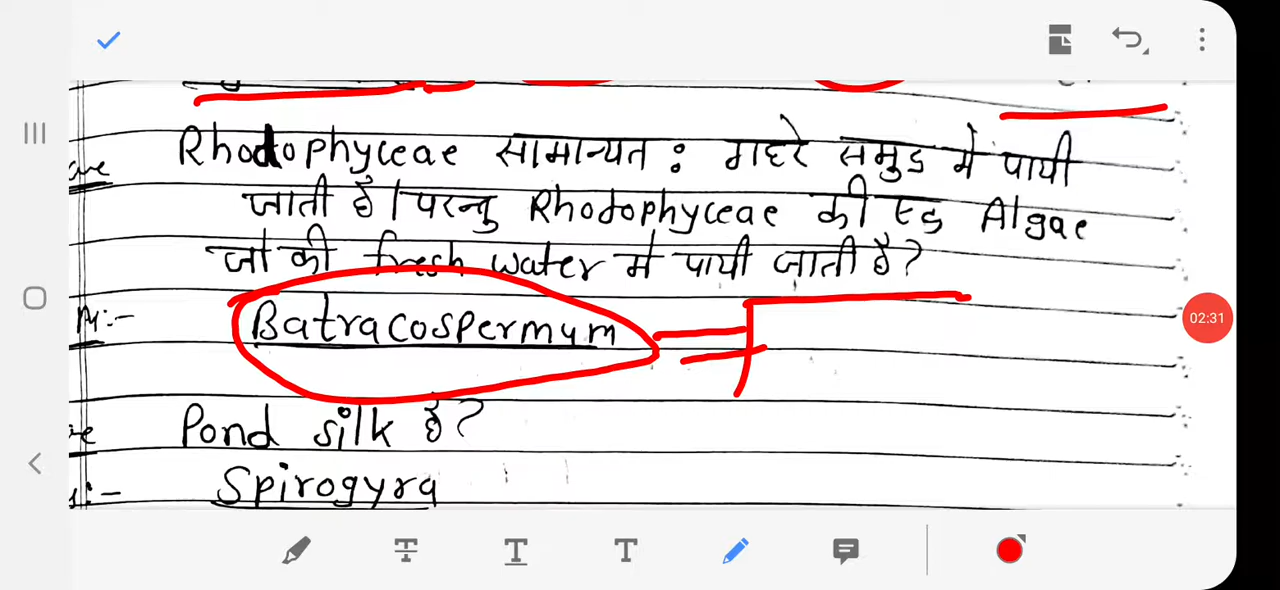 Rhodophyceae सामान्यत: गहरे समुद्र में पायी
जाती है। परन्तु Rhodophyceae की एक Algae
जो की fresh water में पायी जाती है?
Batracospermum
Pond silk है?
Spirogyra
02:31